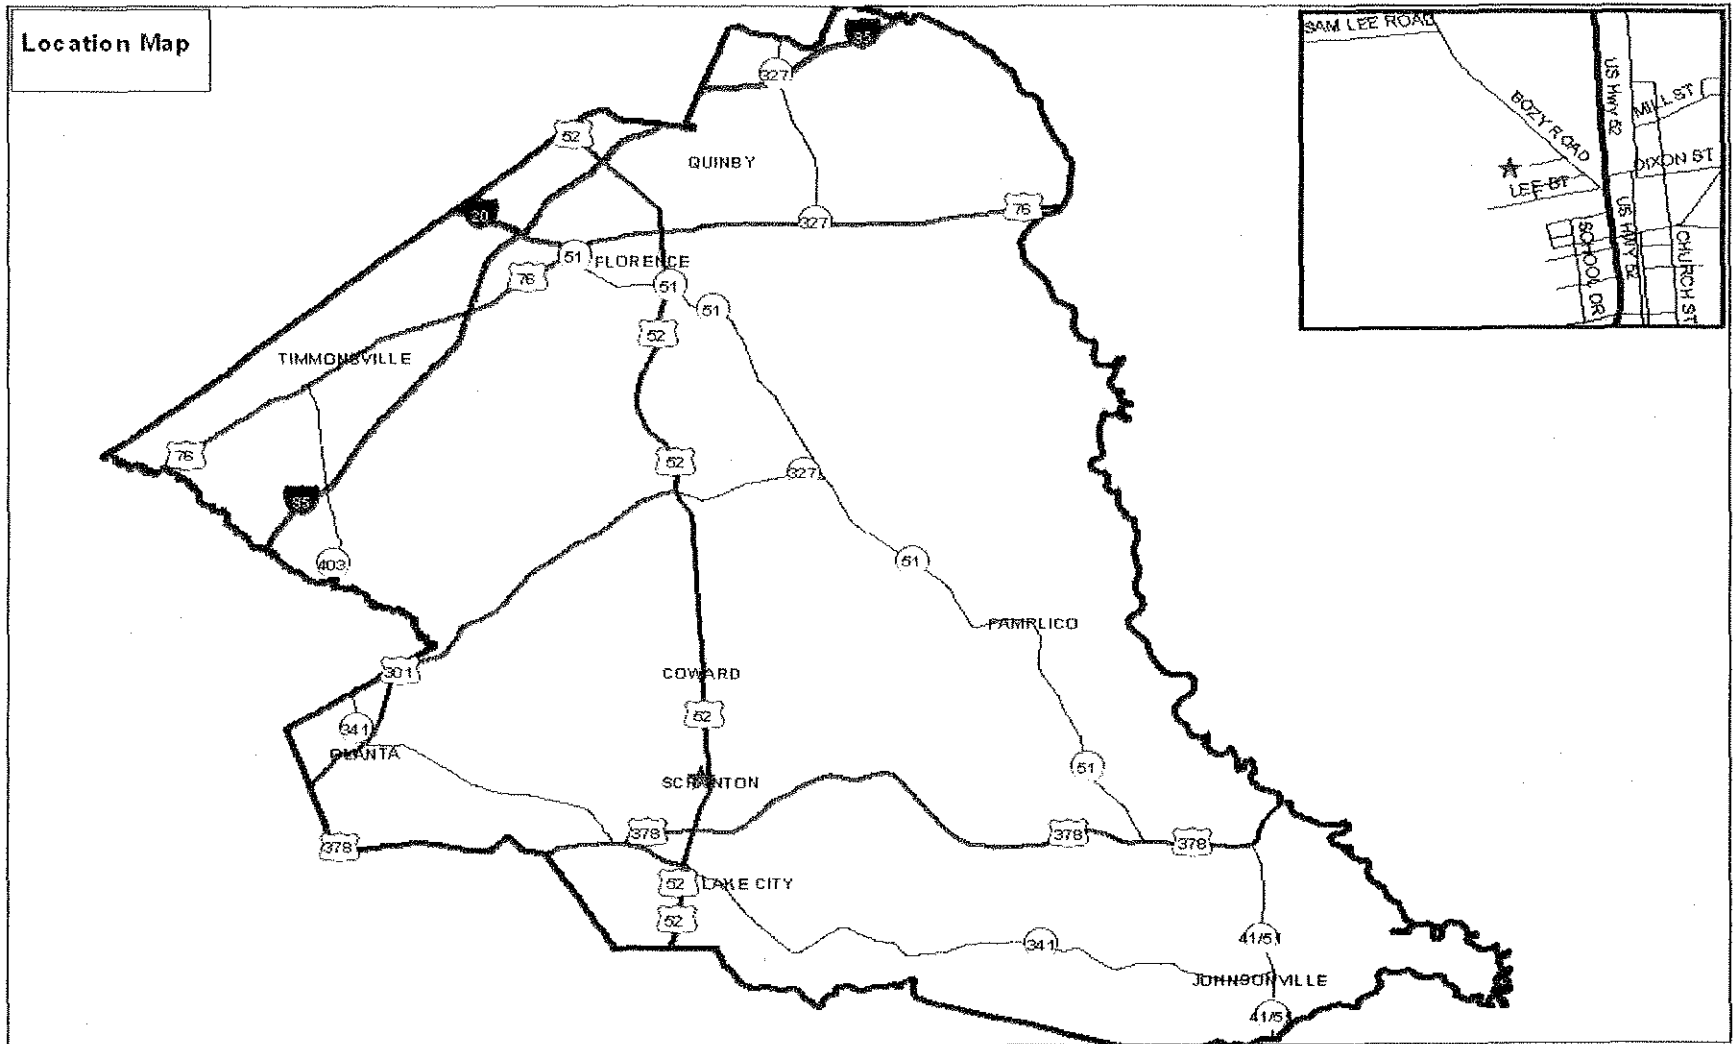 Location Map
SAM LEE ROAD
US HWY 52
MILL ST
BOZY ROAD
DIXON ST
LEE ST
US HWY 52
SCHOOL DR
CHURCH ST
95
327
52
QUINBY
20
327
76
51
FLORENCE
76
51
51
52
TIMMONSVILLE
76
52
327
95
403
51
PAMPLICO
301
COWARD
52
341
OLANTA
51
SCRANTON
378
378
378
378
52
LAKE CITY
52
341
41/51
JOHNSONVILLE
41/51